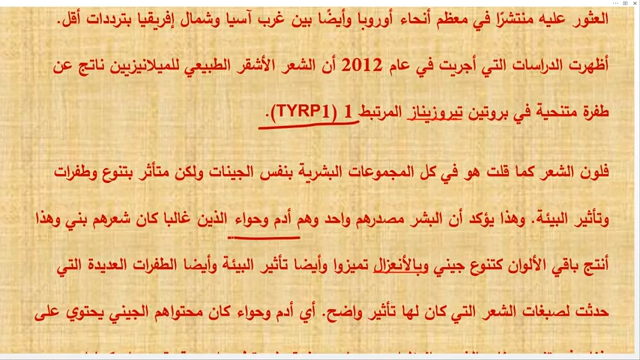 العثور عليه منتشرًا في معظم أنحاء أوروبا وأيضًا بين غرب آسيا وشمال إفريقيا بترددات أقل.
أظهرت الدراسات التي أجريت في عام 2012 أن الشعر الأشقر الطبيعي للميلانيزيين ناتج عن
طفرة متنحية في بروتين تيروزيناز المرتبط 1 (TYRP1).
فلون الشعر كما قلت هو في كل المجموعات البشرية بنفس الجينات ولكن متأثر بتنوع وطفرات
وتأثير البيئة. وهذا يؤكد أن البشر مصدرهم واحد وهم أدم وحواء الذين غالبا كان شعرهم بني وهذا
أنتج باقي الألوان كتنوع جيني وبالأنعزال تميزوا وأيضا تأثير البيئة وأيضا الطفرات العديدة التي
حدثت لصبغات الشعر التي كان لها تأثير واضح. أي أدم وحواء كان محتواهم الجيني يحتوي على